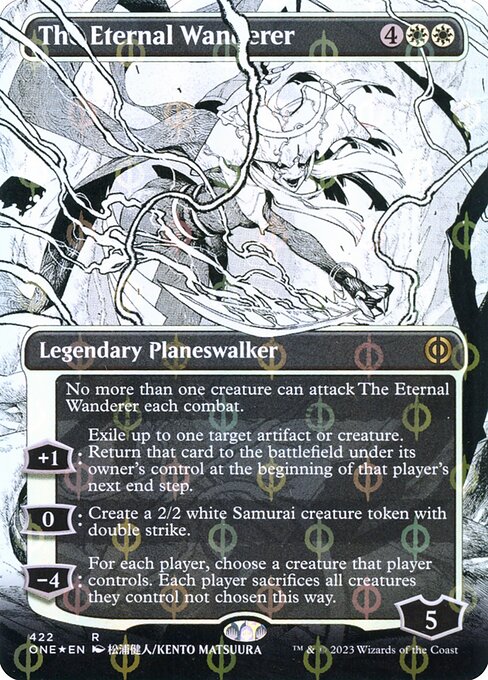 The Eternal Wanderer 4
Legendary Planeswalker
No more than one creature can attack The Eternal
Wanderer each combat.
Exile up to one target artifact or creature.
+1: Return that card to the battlefield under its
owner's control at the beginning of that player's
next end step.
0: Create a 2/2 white Samurai creature token with
double strike.
For each player, choose a creature that player
−4: controls. Each player sacrifices all creatures
they control not chosen this way.
5
422 R
ONE★EN 松浦健人/KENTO MATSUURA ™ & © 2023 Wizards of the Coast